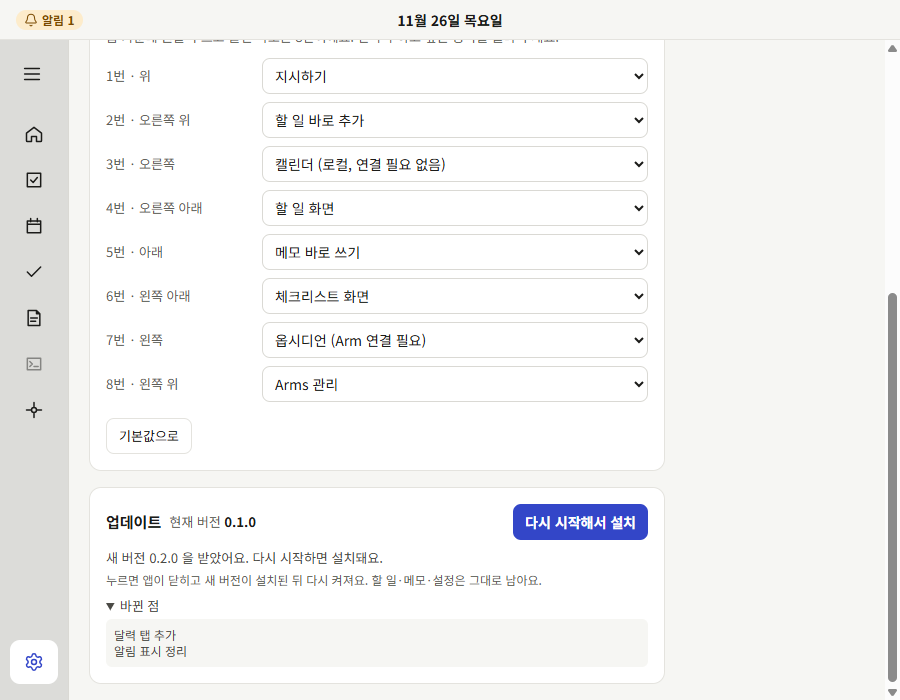 알림 1
11월 26일 목요일
1번 · 위
지시하기
2번 · 오른쪽 위
할 일 바로 추가
3번 · 오른쪽
캘린더 (로컬, 연결 필요 없음)
4번 · 오른쪽 아래
할 일 화면
5번 · 아래
메모 바로 쓰기
6번 · 왼쪽 아래
체크리스트 화면
7번 · 왼쪽
옵시디언 (Arm 연결 필요)
8번 · 왼쪽 위
Arms 관리
기본값으로
업데이트 현재 버전 0.1.0
다시 시작해서 설치
새 버전 0.2.0 을 받았어요. 다시 시작하면 설치돼요.
누르면 앱이 닫히고 새 버전이 설치된 뒤 다시 켜져요. 할 일·메모·설정은 그대로 남아요.
▼ 바뀐 점
달력 탭 추가
알림 표시 정리